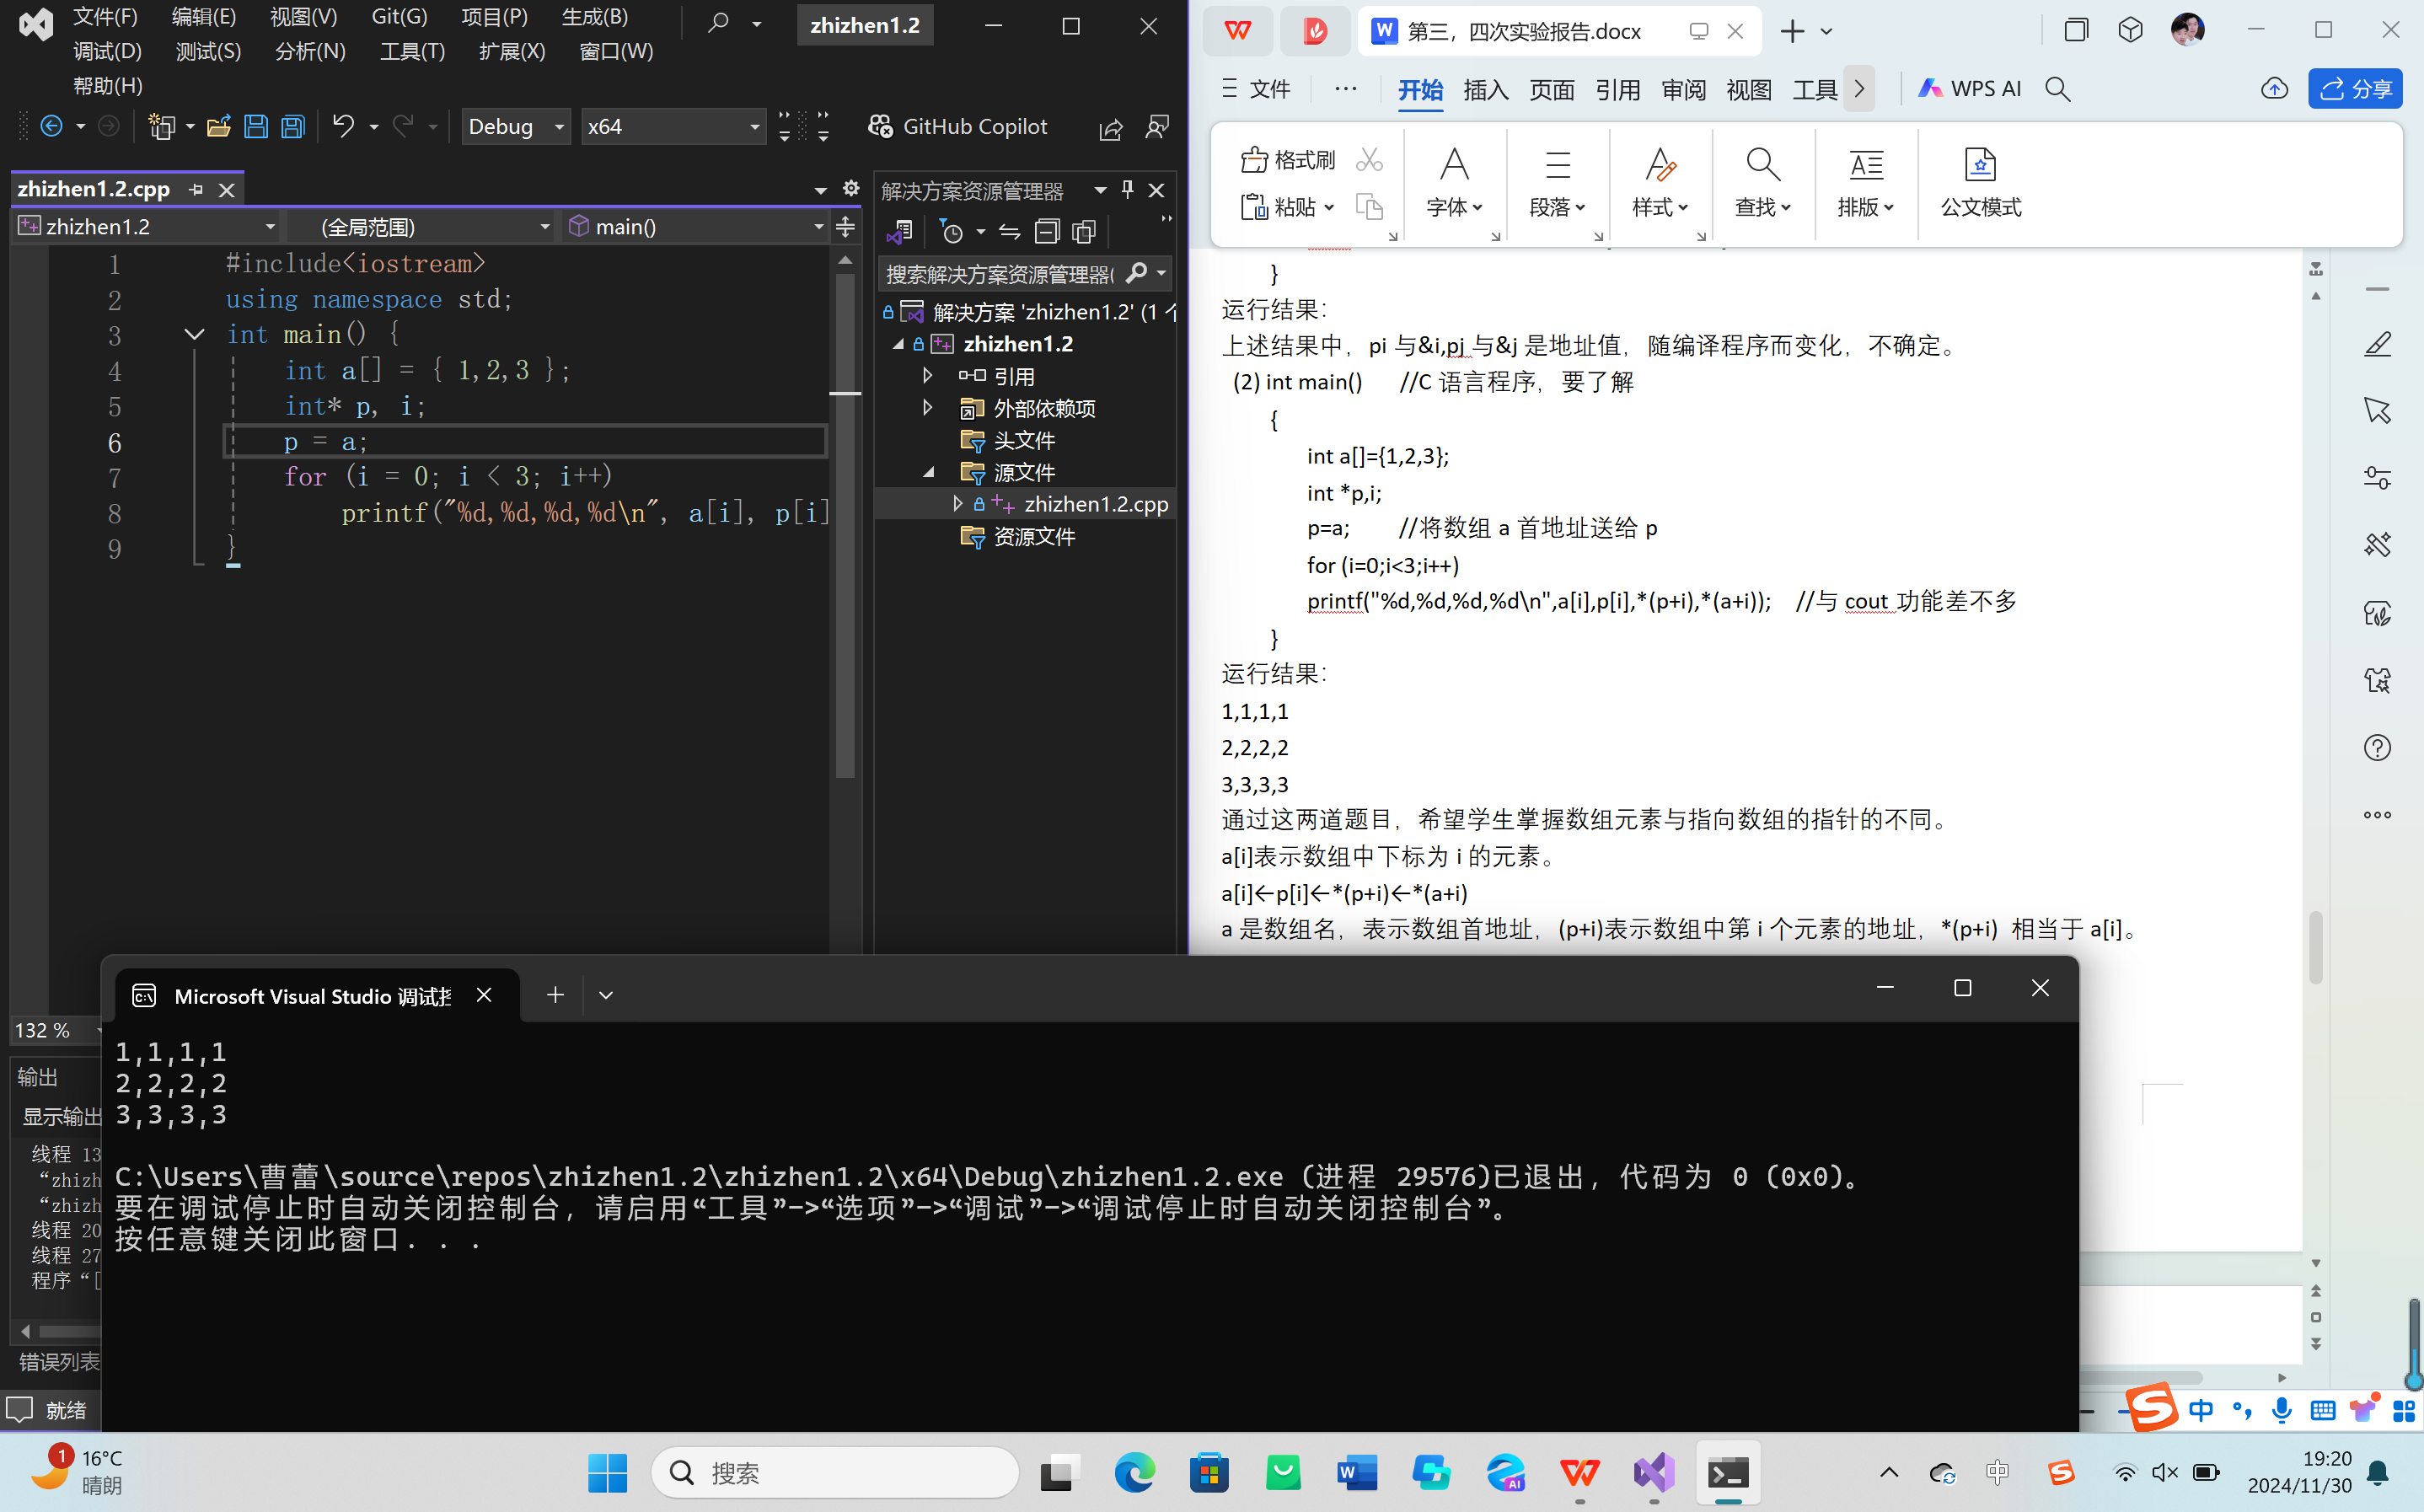 文件(F) 编辑(E) 视图(V) Git(G) 项目(P) 生成(B)
调试(D) 测试(S) 分析(N) 工具(T) 扩展(X) 窗口(W)
帮助(H)
zhizhen1.2
Debug x64 GitHub Copilot
zhizhen1.2.cpp
zhizhen1.2 (全局范围) main()
1 #include<iostream>
2 using namespace std;
3 int main() {
4 int a[] = { 1,2,3 };
5 int* p, i;
6 p = a;
7 for (i = 0; i < 3; i++)
8 printf("%d,%d,%d,%d\n", a[i], p[i]
9 }
132 %
输出
显示输出
线程 13
“zhizh
“zhizh
线程 20
线程 27
程序“[
错误列表
就绪
解决方案资源管理器
搜索解决方案资源管理器(
解决方案 'zhizhen1.2' (1 个
zhizhen1.2
引用
外部依赖项
头文件
源文件
zhizhen1.2.cpp
资源文件
第三，四次实验报告.docx
文件 ··· 开始 插入 页面 引用 审阅 视图 工具 WPS AI 分享
格式刷
粘贴 字体 段落 样式 查找 排版 公文模式
}
运行结果：
上述结果中，pi 与&i,pj 与&j 是地址值，随编译程序而变化，不确定。
(2) int main() //C 语言程序，要了解
{
int a[]={1,2,3};
int *p,i;
p=a; //将数组 a 首地址送给 p
for (i=0;i<3;i++)
printf("%d,%d,%d,%d\n",a[i],p[i],*(p+i),*(a+i)); //与 cout 功能差不多
}
运行结果：
1,1,1,1
2,2,2,2
3,3,3,3
通过这两道题目，希望学生掌握数组元素与指向数组的指针的不同。
a[i]表示数组中下标为 i 的元素。
a[i]←p[i]←*(p+i)←*(a+i)
a 是数组名，表示数组首地址，(p+i)表示数组中第 i 个元素的地址，*(p+i) 相当于 a[i]。
Microsoft Visual Studio 调试控
1,1,1,1
2,2,2,2
3,3,3,3
C:\Users\曹蕾\source\repos\zhizhen1.2\zhizhen1.2\x64\Debug\zhizhen1.2.exe (进程 29576)已退出，代码为 0 (0x0)。
要在调试停止时自动关闭控制台，请启用“工具”->“选项”->“调试”->“调试停止时自动关闭控制台”。
按任意键关闭此窗口. . .
中
1
16°C
晴朗
搜索
中
19:20
2024/11/30